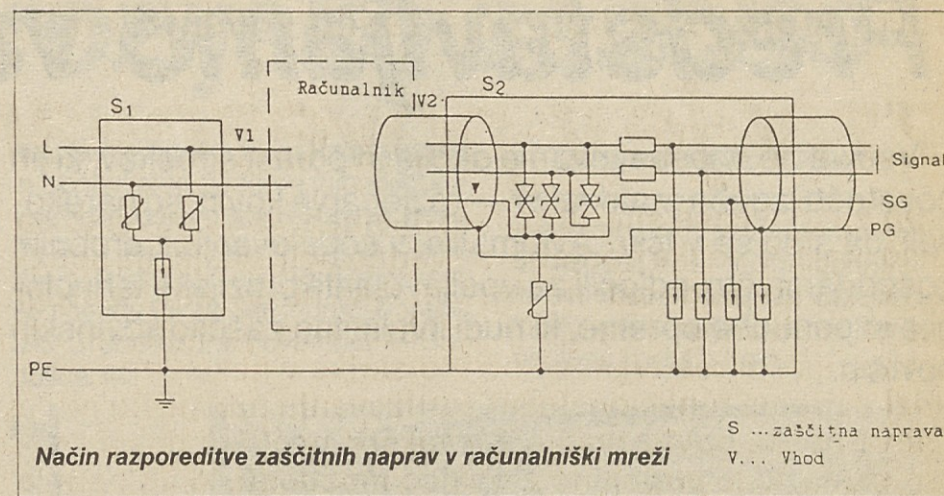 Računalnik
V2
S2
S1
V1
L
Signal
N
SG
PG
PE
S ...zaščitna naprava
Način razporeditve zaščitnih naprav v računalniški mreži
V... Vhod